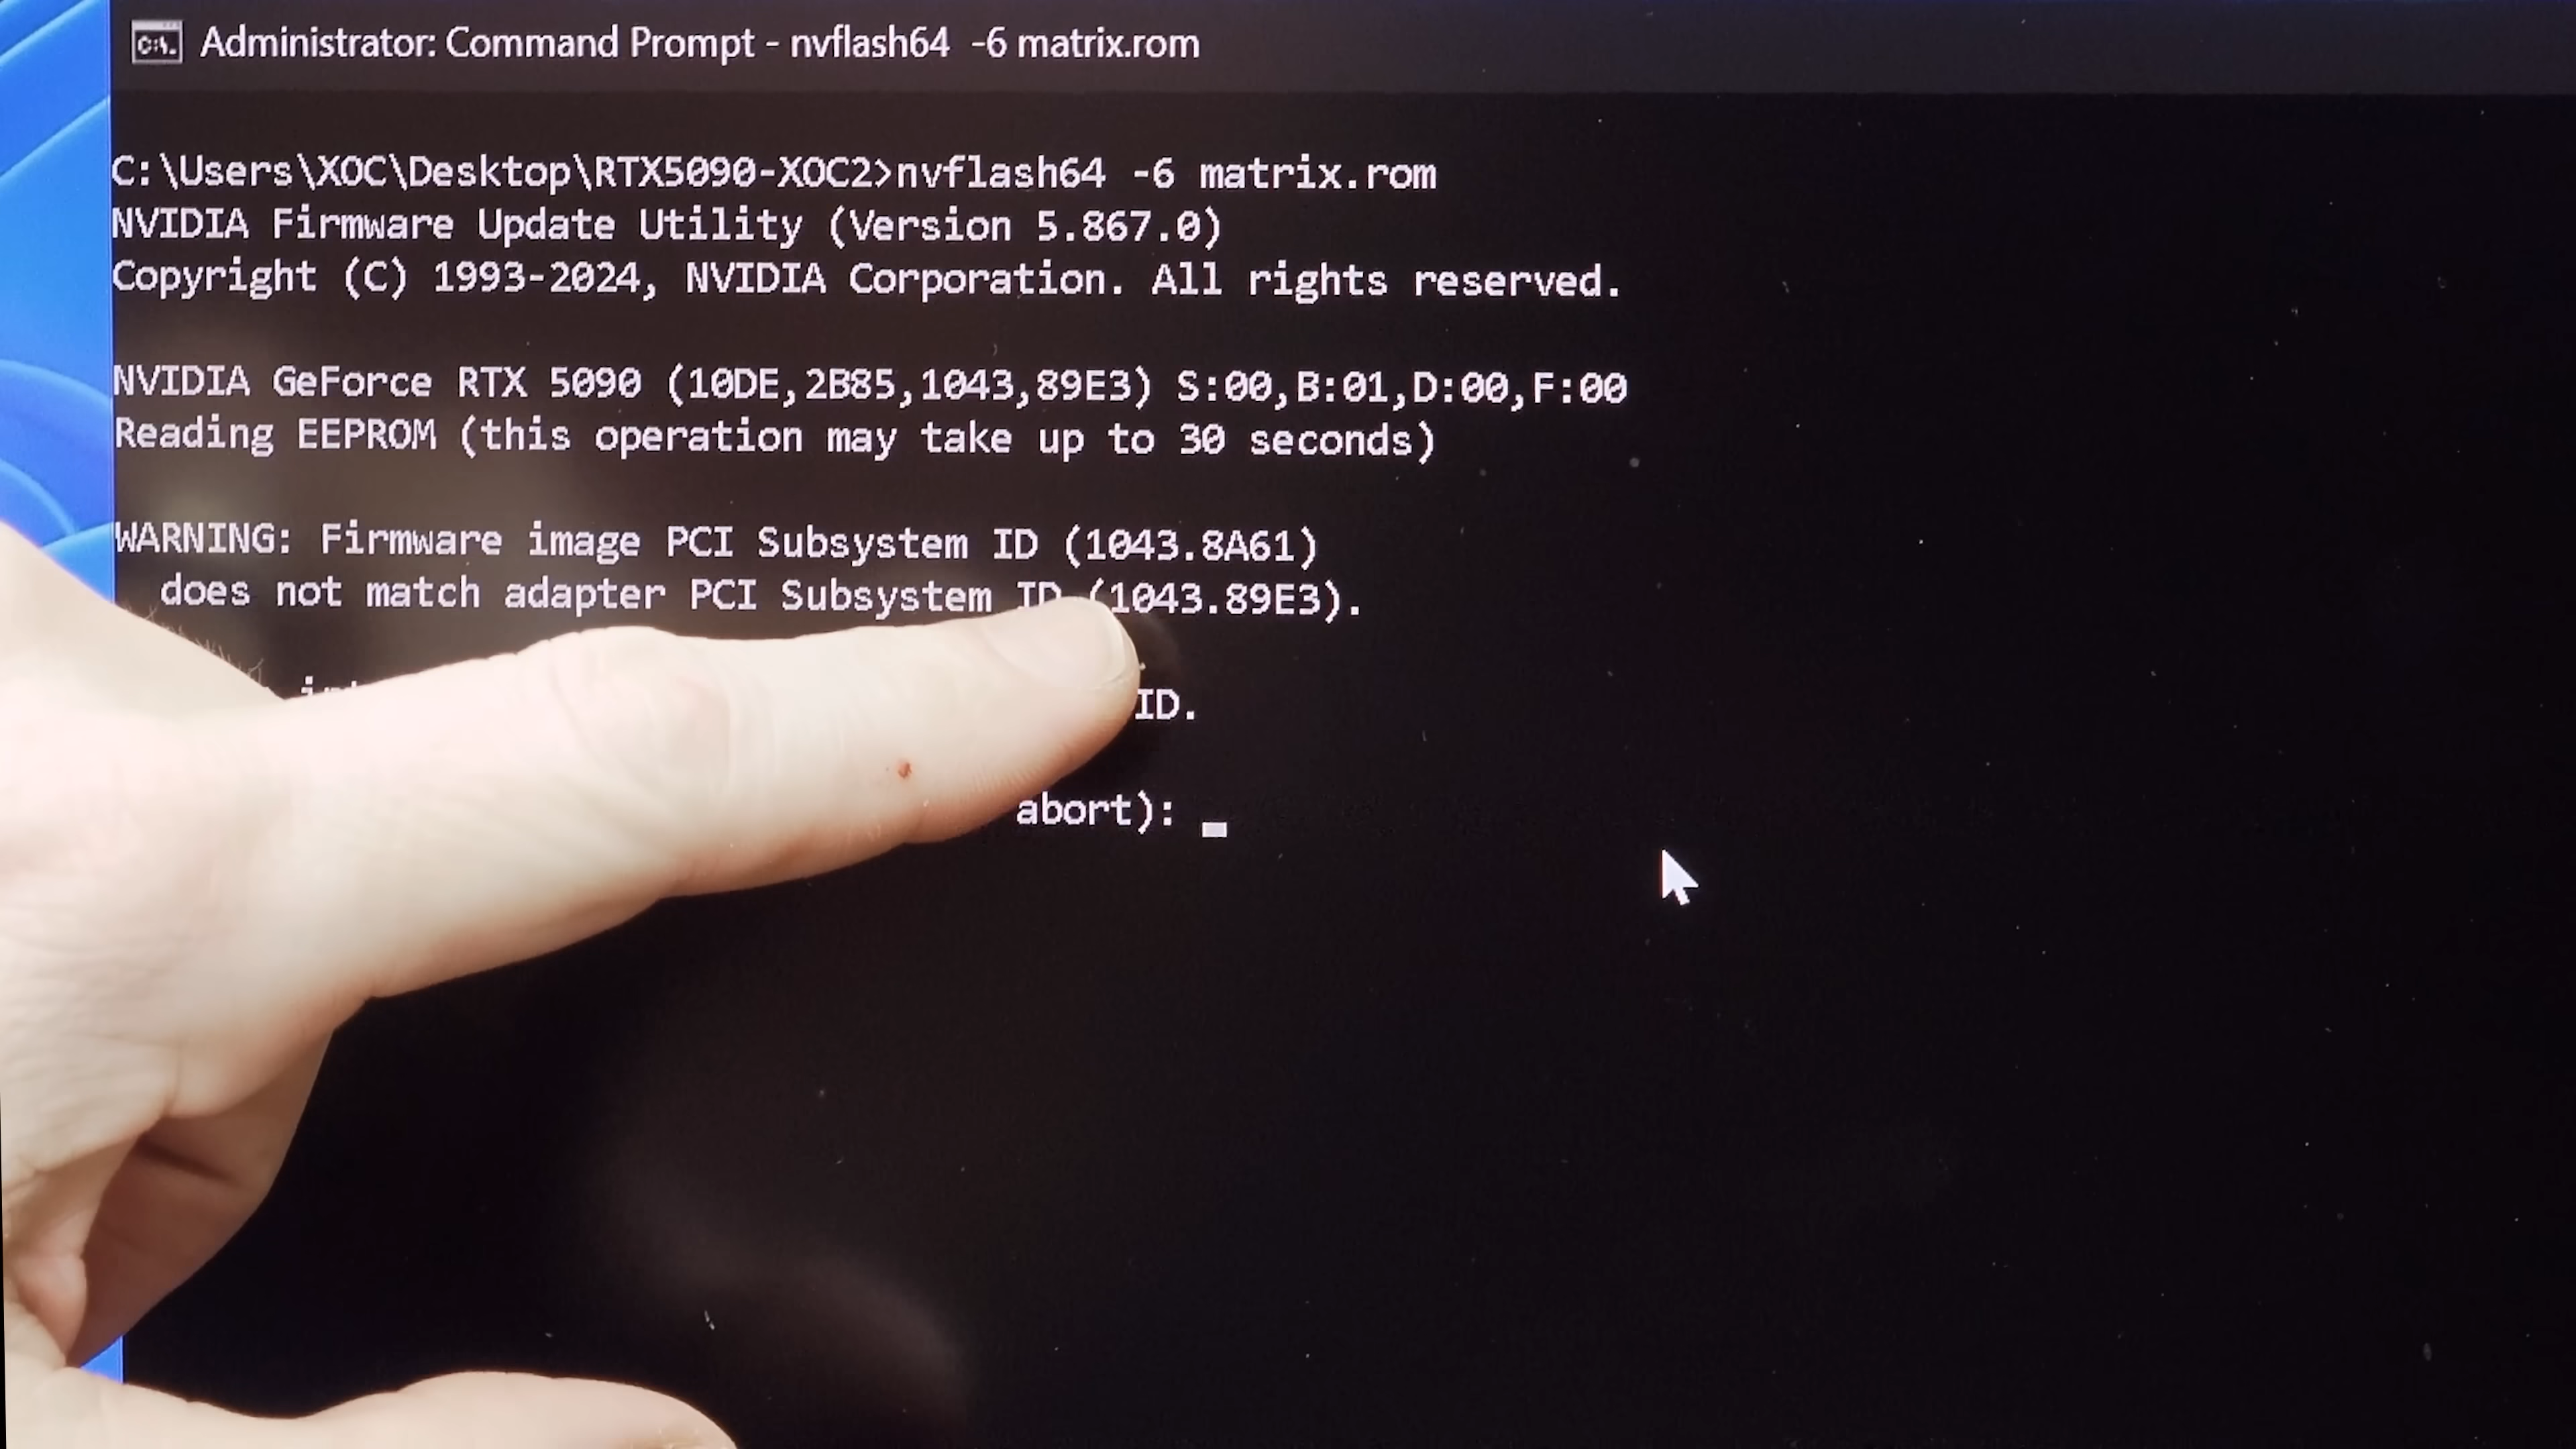 Administrator: Command Prompt - nvflash64  -6 matrix.rom
C:\Users\XOC\Desktop\RTX5090-XOC2>nvflash64 -6 matrix.rom
NVIDIA Firmware Update Utility (Version 5.867.0)
Copyright (C) 1993-2024, NVIDIA Corporation. All rights reserved.
NVIDIA GeForce RTX 5090 (10DE,2B85,1043,89E3) S:00,B:01,D:00,F:00
Reading EEPROM (this operation may take up to 30 seconds)
WARNING: Firmware image PCI Subsystem ID (1043.8A61)
does not match adapter PCI Subsystem ID (1043.89E3).
ID.
abort):